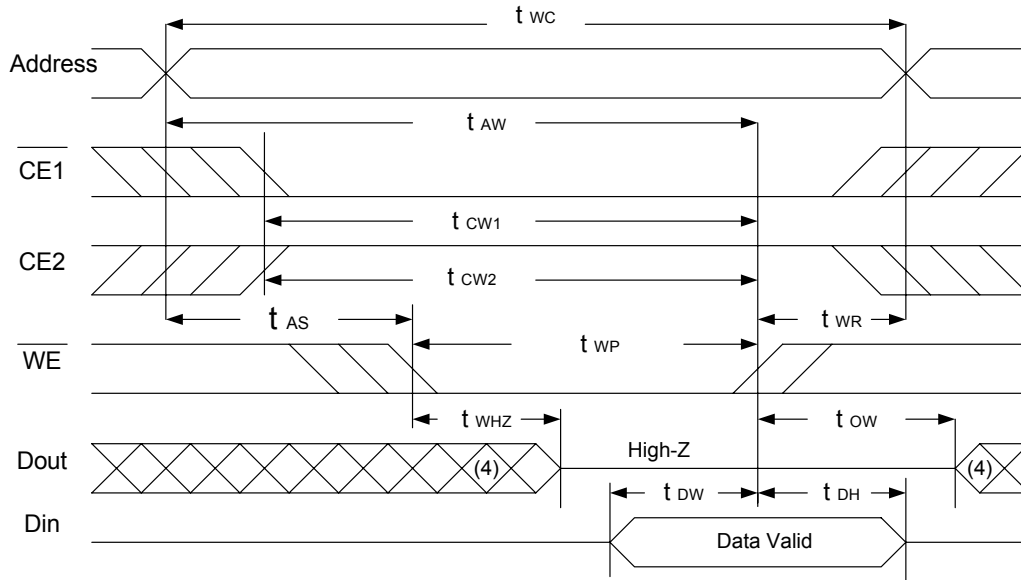 t WC
Address
t AW
CE1
t CW1
CE2
t CW2
t AS
t WR
WE
t WP
t WHZ
t OW
Dout
(4)
High-Z
(4)
t DW
t DH
Din
Data Valid